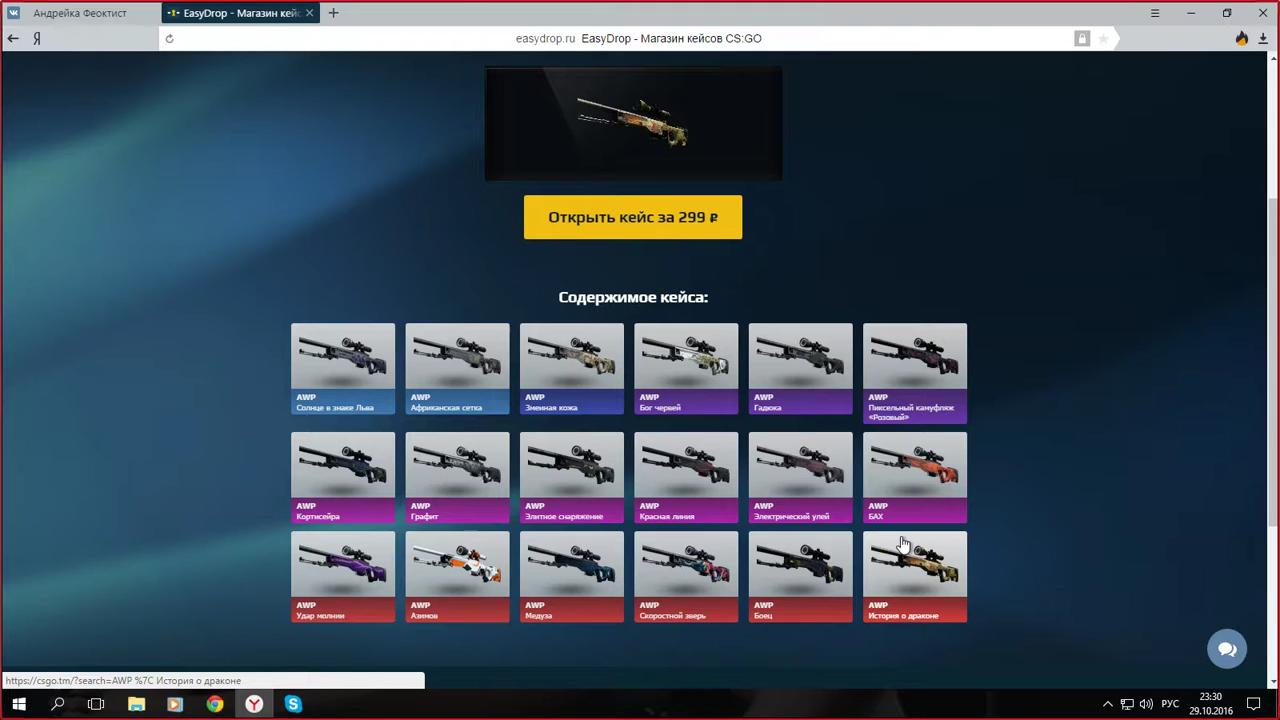 Андрейка Феоктист
EasyDrop - Магазин кейс
Я
easydrop.ru EasyDrop - Магазин кейсов CS:GO
Открыть кейс за 299 ₽
Содержимое кейса:
AWP
Солнце в знаке Льва
AWP
Африканская сетка
AWP
Змеиная кожа
AWP
Бог червей
AWP
Гадюка
AWP
Пиксельный камуфляж
«Розовый»
AWP
Кортисейра
AWP
Графит
AWP
Элитное снаряжение
AWP
Красная линия
AWP
Электрический улей
AWP
БАХ
AWP
Удар молнии
AWP
Азимов
AWP
Медуза
AWP
Скоростной зверь
AWP
Боец
AWP
История о драконе
https://csgo.tm/?search=AWP %7C История о драконе
РУС
23:30
29.10.2016